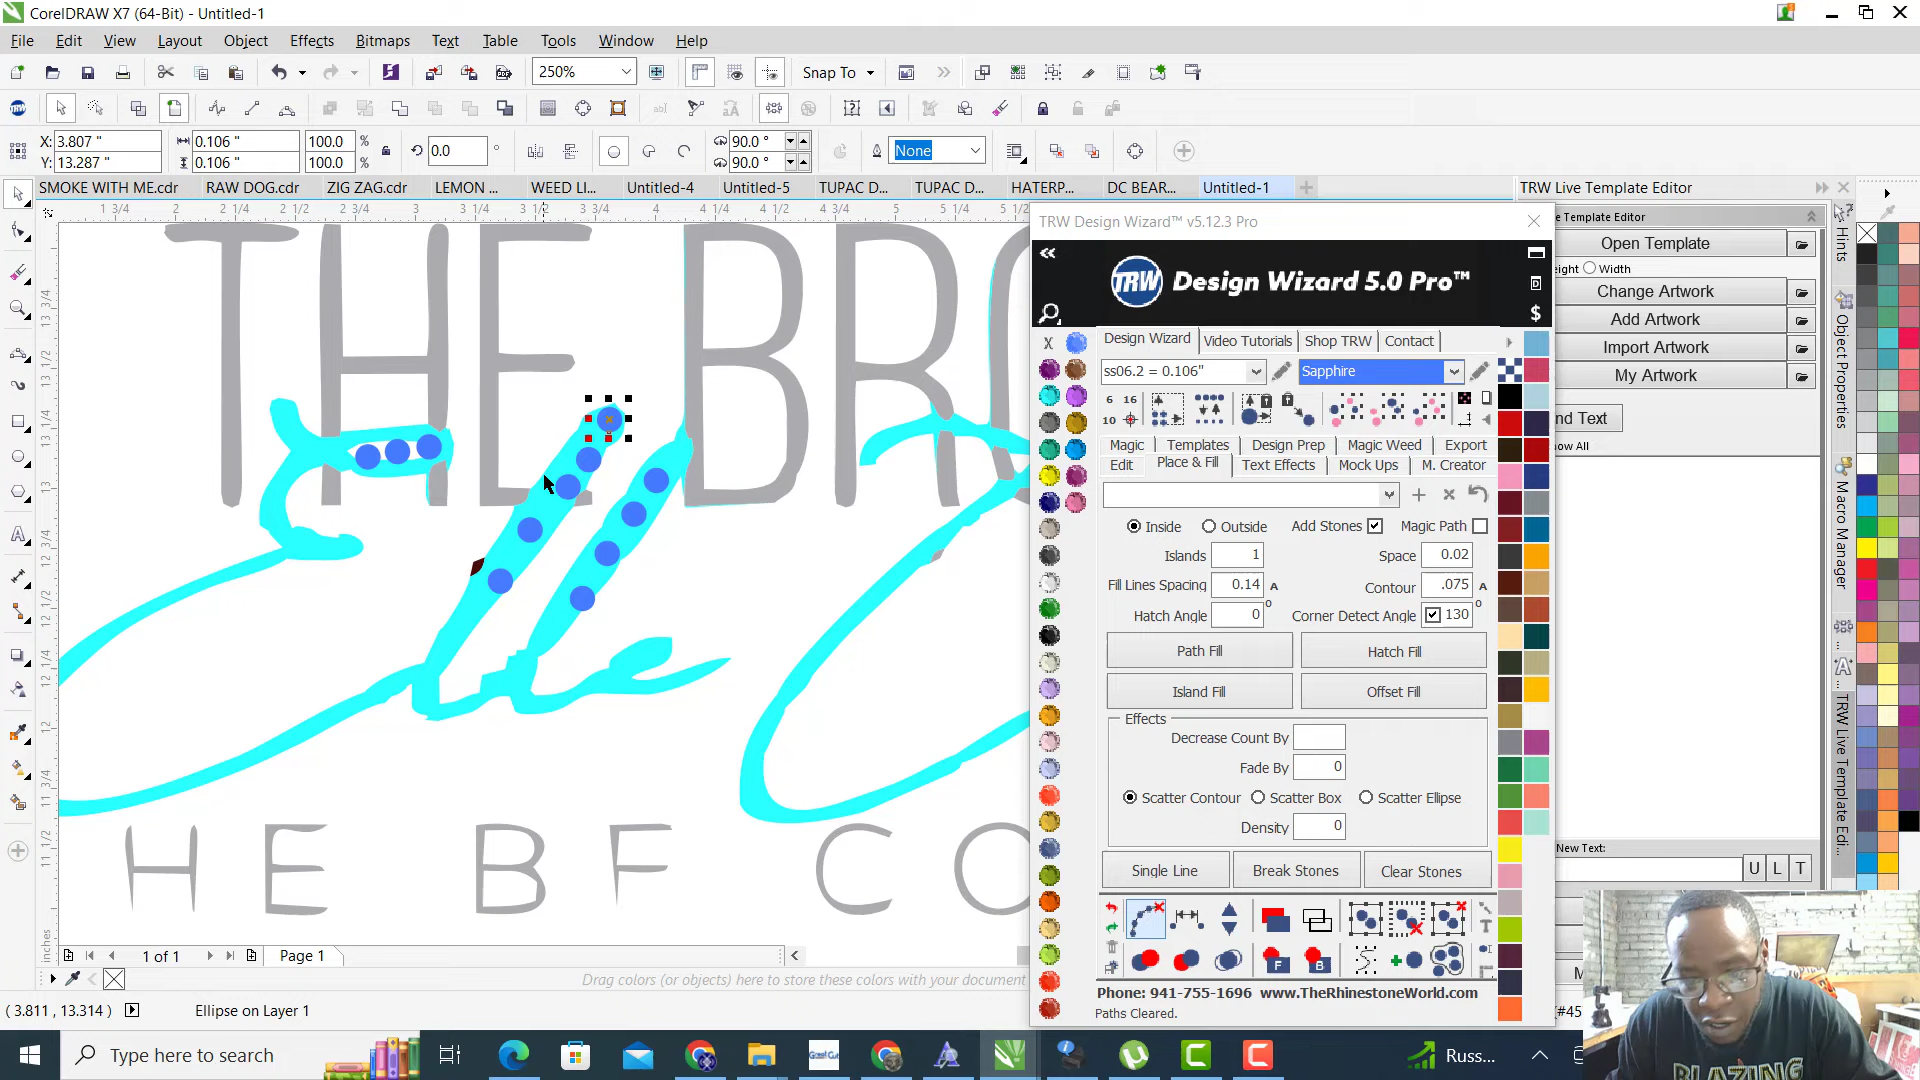 CorelDRAW X7 (64-Bit) - Untitled-1
File Edit View Layout Object Effects Bitmaps Text Table Tools Window Help
250% Snap To
X: 3.807 " 0.106 " 100.0 % 0.0 ° 90.0 ° None
Y: 13.287 " 0.106 " 100.0 % 90.0 °
SMOKE WITH ME.cdr RAW DOG.cdr ZIG ZAG.cdr LEMON ... WEED LI... Untitled-4 Untitled-5 TUPAC D... TUPAC D... HATERP... DC BEAR... Untitled-1
TRW Live Template Editor
Template Editor
Open Template
eight Width
Change Artwork
Add Artwork
Import Artwork
My Artwork
nd Text
how All
New Text:
U L T
Hints
Object Properties
Macro Manager
TRW Live Template Edi...
TRW Design Wizard™ v5.12.3 Pro
TRW Design Wizard 5.0 Pro™
Design Wizard Video Tutorials Shop TRW Contact
ss06.2 = 0.106" Sapphire
6 16
10
Magic Templates Design Prep Magic Weed Export
Edit Place & Fill Text Effects Mock Ups M. Creator
Inside Outside Add Stones Magic Path
Islands 1 Space 0.02
Fill Lines Spacing 0.14 A Contour .075 A
Hatch Angle 0 ° Corner Detect Angle 130 °
Path Fill Hatch Fill
Island Fill Offset Fill
Effects
Decrease Count By
Fade By 0
Scatter Contour Scatter Box Scatter Ellipse
Density 0
Single Line Break Stones Clear Stones
F B
Phone: 941-755-1696 www.TheRhinestoneWorld.com
Paths Cleared.
THE BRO
Elle
H E B F C O
inches
1 of 1 Page 1
Drag colors (or objects) here to store these colors with your document
( 3.811 , 13.314 ) Ellipse on Layer 1
Type here to search
Russ...
BLAZING